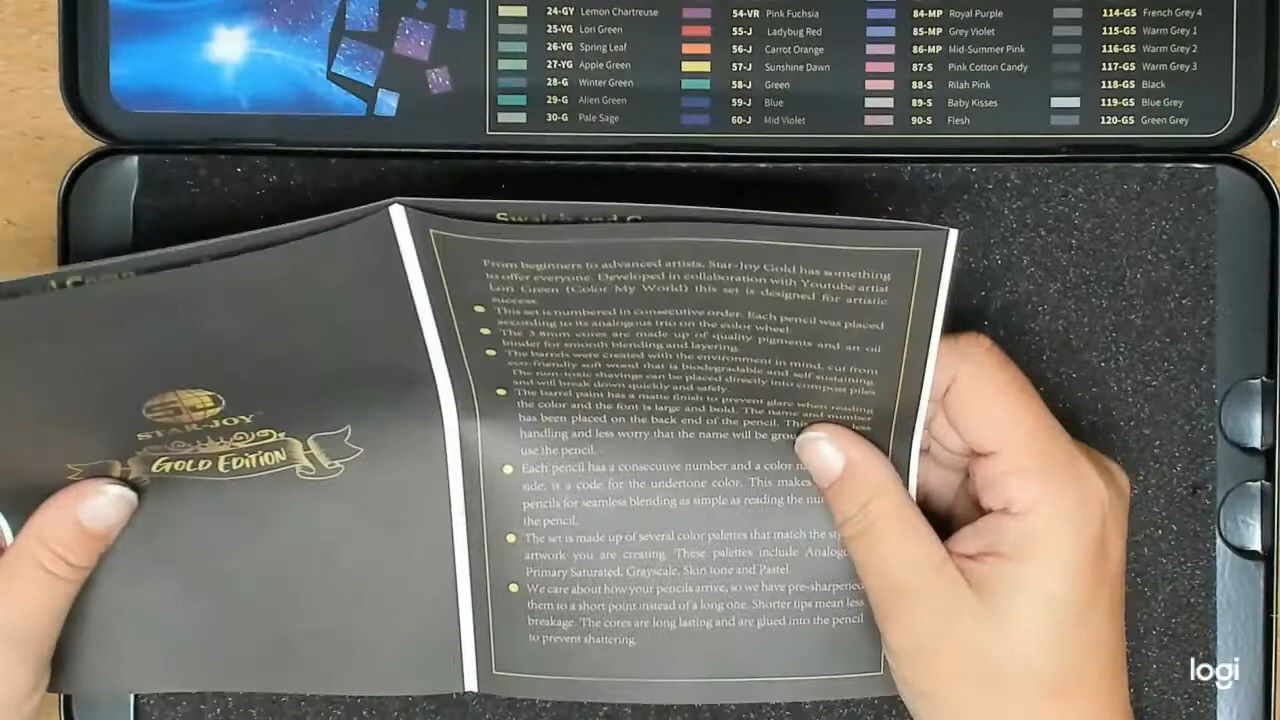 24-GY Lemon Chartreuse
25-YG Lori Green
26-YG Spring Leaf
27-YG Apple Green
28-G Winter Green
29-G Alien Green
30-G Pale Sage
54-VR Pink Fuchsia
55-J Ladybug Red
56-J Carrot Orange
57-J Sunshine Dawn
58-J Green
59-J Blue
60-J Mid Violet
84-MP Royal Purple
85-MP Grey Violet
86-MP Mid-Summer Pink
87-S Pink Cotton Candy
88-S Rilah Pink
89-S Baby Kisses
90-S Flesh
114-GS French Grey 4
115-GS Warm Grey 1
116-GS Warm Grey 2
117-GS Warm Grey 3
118-GS Black
119-GS Blue Grey
120-GS Green Grey
Swatch and
STAR-JOY
GOLD EDITION
From beginners to advanced artists, Star-Joy Gold has something
to offer everyone. Developed in collaboration with Youtube artist
Lori Green (Color My World) this set is designed for artistic
success.
This set is numbered in consecutive order. Each pencil was placed
according to its analogous trio on the color wheel.
The 3.8mm cores are made up of quality pigments and an oil
binder for smooth blending and layering.
The barrels were created with the environment in mind, cut from
eco-friendly soft wood that is biodegradable and self sustaining.
The non-toxic shavings can be placed directly into compost piles
and will break down quickly and safely.
The barrel paint has a matte finish to prevent glare when reading
the color and the font is large and bold. The name and number
has been placed on the back end of the pencil. This less
handling and less worry that the name will be
use the pencil.
Each pencil has a consecutive number and a color
side, is a code for the undertone color. This makes
pencils for seamless blending as simple as reading the
the pencil.
The set is made up of several color palettes that match the
artwork you are creating. These palettes include
Primary Saturated, Grayscale, Skin tone and Pastel.
We care about how your pencils arrive, so we have pre-sharpened
them to a short point instead of a long one. Shorter tips mean less
breakage. The cores are long lasting and are glued into the pencil
to prevent shattering.
logi